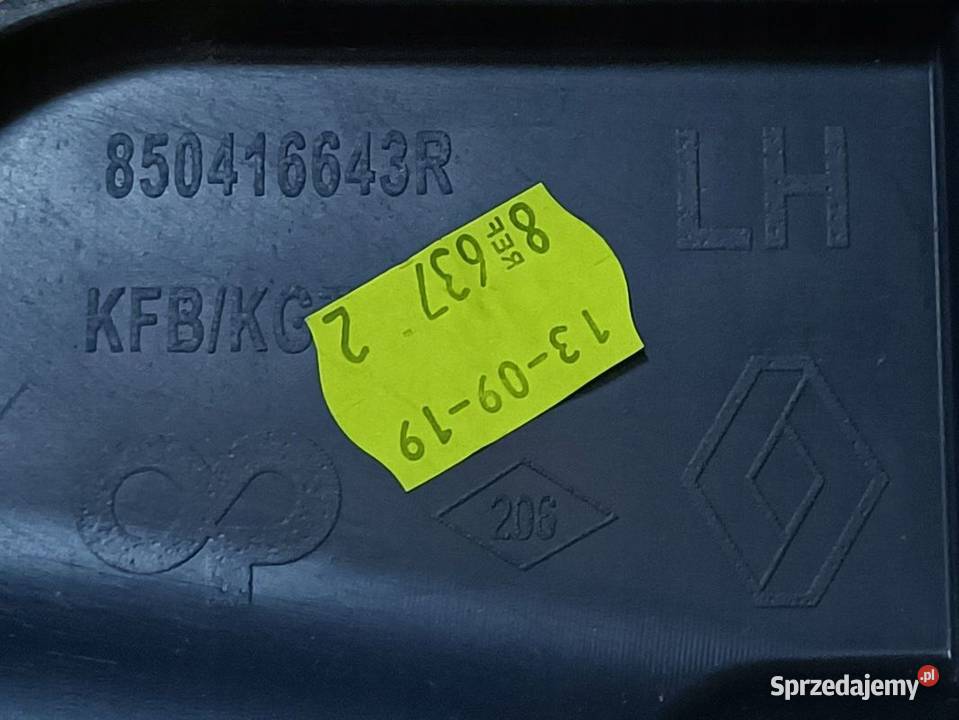 850416643R
LH
KFB/KC
13-09-19
REF
8 637 2
206
Sprzedajemy.pl